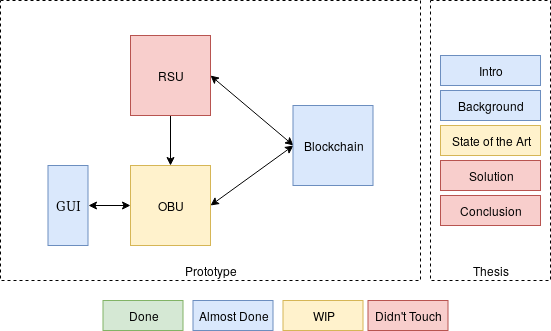 RSU
Blockchain
GUI
OBU
Prototype
Intro
Background
State of the Art
Solution
Conclusion
Thesis
Done
Almost Done
WIP
Didn't Touch